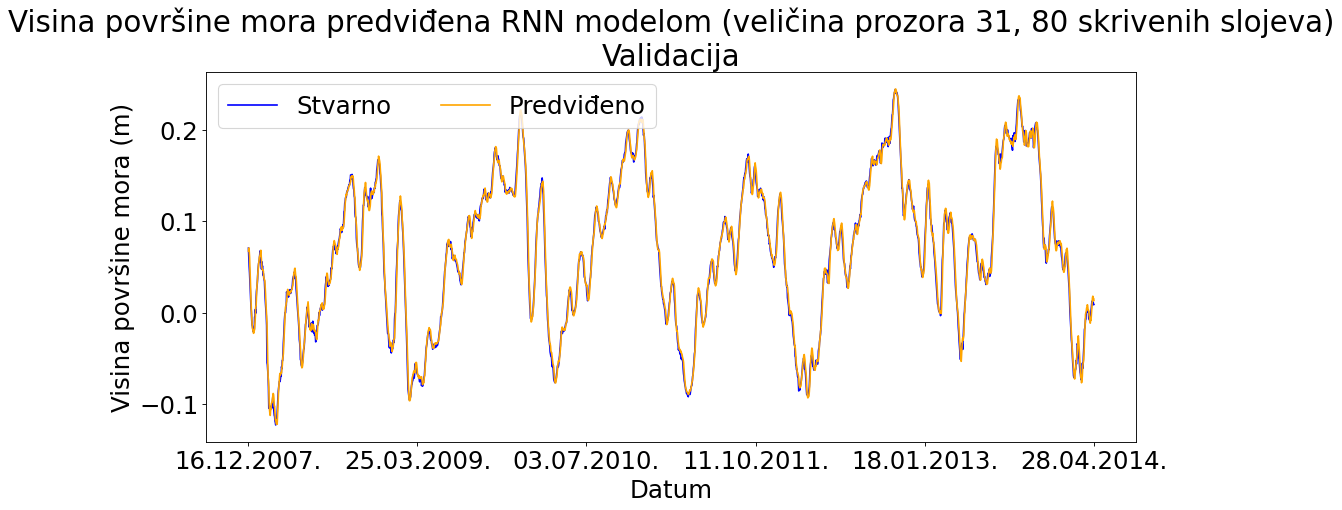 Visina površine mora predviđena RNN modelom (veličina prozora 31, 80 skrivenih slojeva)
Validacija
Stvarno Predviđeno
Visina površine mora (m)
0.2
0.1
0.0
−0.1
16.12.2007. 25.03.2009. 03.07.2010. 11.10.2011. 18.01.2013. 28.04.2014.
Datum